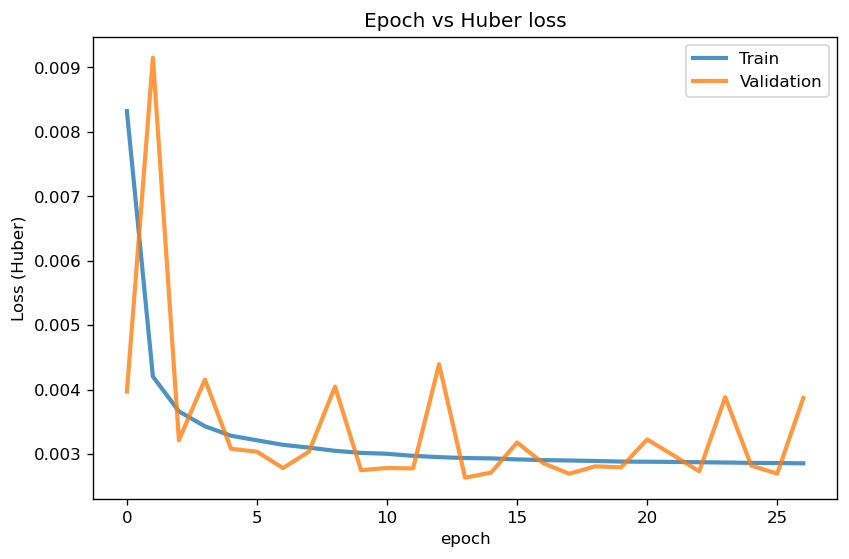 Epoch vs Huber loss
Train
Validation
0.009
0.008
0.007
0.006
0.005
0.004
0.003
Loss (Huber)
0 5 10 15 20 25
epoch